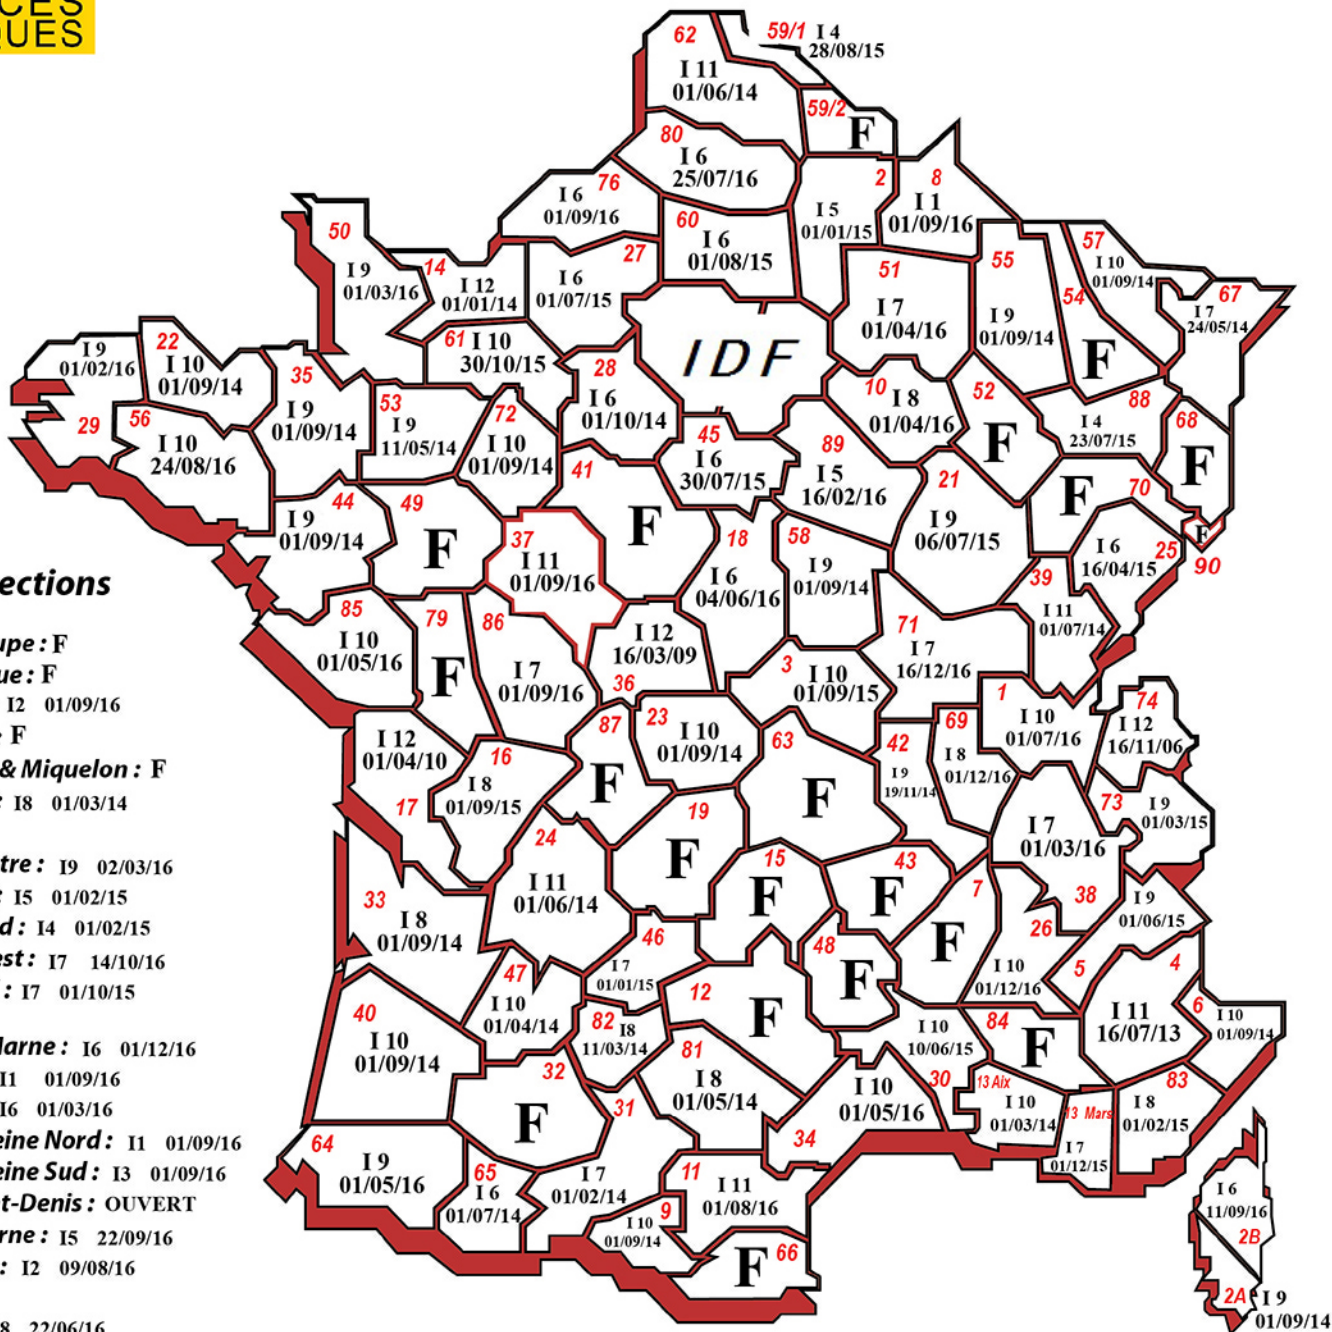 CES
QUES
62
I 11
01/06/14
59/1 I 4
28/08/15
59/2
F
80
I 6
25/07/16
76
I 6
01/09/16
60
I 6
01/08/15
2
I 5
01/01/15
8
I 1
01/09/16
50
I 9
01/03/16
14
I 12
01/01/14
27
I 6
01/07/15
51
I 7
01/04/16
55
I 9
01/09/14
54
F
57
I 10
01/09/14
67
I 7
24/05/14
I 9
01/02/16
29
22
I 10
01/09/14
56
I 10
24/08/16
35
I 9
01/09/14
53
I 9
11/05/14
61
I 10
30/10/15
72
I 10
01/09/14
28
I 6
01/10/14
IDF
10
I 8
01/04/16
52
F
88
I 4
23/07/15
68
F
45
I 6
30/07/15
89
I 5
16/02/16
21
I 9
06/07/15
70
F
F
90
44
I 9
01/09/14
49
F
37
I 11
01/09/16
41
F
18
I 6
04/06/16
58
I 9
01/09/14
39
I 11
01/07/14
I 6
16/04/15
25
85
I 10
01/05/16
79
F
86
I 7
01/09/16
I 12
16/03/09
36
3
I 10
01/09/15
71
I 7
16/12/16
1
I 10
01/07/16
74
I 12
16/11/06
I 12
01/04/10
17
16
I 8
01/09/15
87
F
23
I 10
01/09/14
63
F
42
I 9
19/11/14
69
I 8
01/12/16
73
I 9
01/03/15
I 7
01/03/16
38
33
I 8
01/09/14
24
I 11
01/06/14
19
F
15
F
43
F
7
F
26
I 10
01/12/16
I 9
01/06/15
5
4
I 11
16/07/13
6
I 10
01/09/14
40
I 10
01/09/14
47
I 10
01/04/14
46
I 7
01/01/15
12
F
48
F
82
I8
11/03/14
81
I 8
01/05/14
I 10
10/06/15
30
84
F
13 Aix
I 10
01/03/14
13 Mars
I 7
01/12/15
83
I 8
01/02/15
32
F
31
I 7
01/02/14
34
I 10
01/05/16
64
I 9
01/05/16
65
I 6
01/07/14
9
I 10
01/09/14
11
I 11
01/08/16
66
F
I 6
11/09/16
2B
2A
I 9
01/09/14
ections
upe : F
ue : F
I2 01/09/16
: F
& Miquelon : F
: I8 01/03/14
tre : I9 02/03/16
: I5 01/02/15
d : I4 01/02/15
est : I7 14/10/16
: I7 01/10/15
Marne : I6 01/12/16
I1 01/09/16
I6 01/03/16
eine Nord : I1 01/09/16
eine Sud : I3 01/09/16
t-Denis : OUVERT
rne : I5 22/09/16
: I2 09/08/16
8 22/06/16